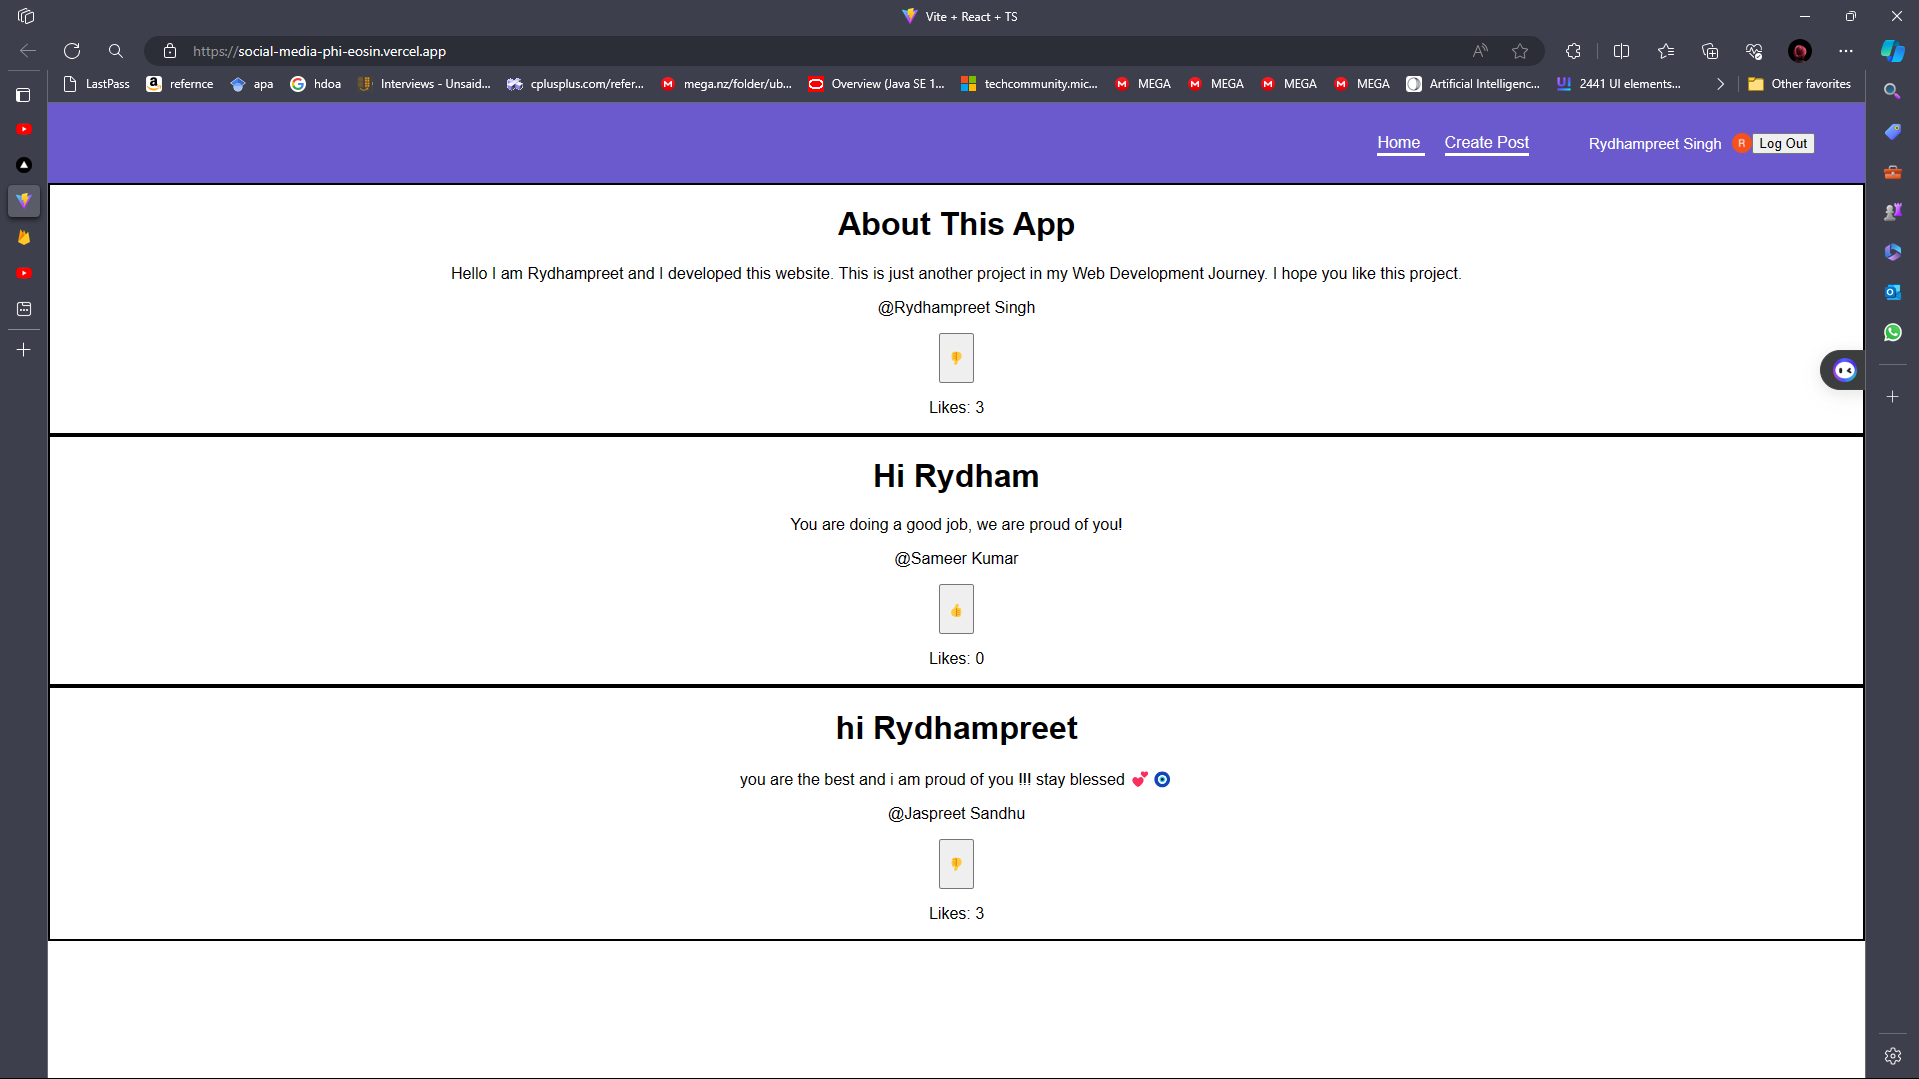 Vite + React + TS
https://social-media-phi-eosin.vercel.app
LastPass refernce apa hdoa Interviews - Unsaid... cplusplus.com/refer... mega.nz/folder/ub... Overview (Java SE 1... techcommunity.mic... MEGA MEGA MEGA MEGA Artificial Intelligenc... 2441 UI elements... Other favorites
Home Create Post Rydhampreet Singh R Log Out
About This App
Hello I am Rydhampreet and I developed this website. This is just another project in my Web Development Journey. I hope you like this project.
@Rydhampreet Singh
👎
Likes: 3
Hi Rydham
You are doing a good job, we are proud of you!
@Sameer Kumar
👍
Likes: 0
hi Rydhampreet
you are the best and i am proud of you !!! stay blessed 💕 🧿
@Jaspreet Sandhu
👎
Likes: 3